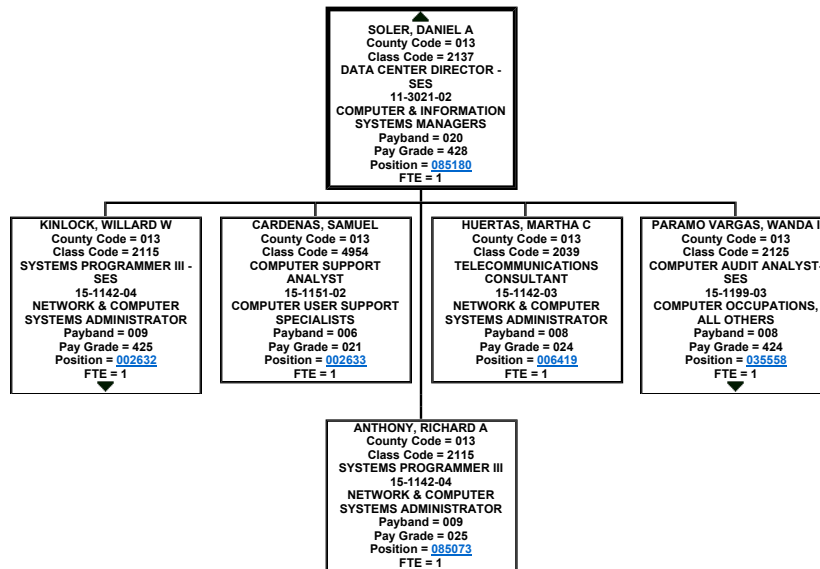 SOLER, DANIEL A
County Code = 013
Class Code = 2137
DATA CENTER DIRECTOR -
SES
11-3021-02
COMPUTER & INFORMATION
SYSTEMS MANAGERS
Payband = 020
Pay Grade = 428
Position = 085180
FTE = 1
KINLOCK, WILLARD W
County Code = 013
Class Code = 2115
SYSTEMS PROGRAMMER III -
SES
15-1142-04
NETWORK & COMPUTER
SYSTEMS ADMINISTRATOR
Payband = 009
Pay Grade = 425
Position = 002632
FTE = 1
CARDENAS, SAMUEL
County Code = 013
Class Code = 4954
COMPUTER SUPPORT
ANALYST
15-1151-02
COMPUTER USER SUPPORT
SPECIALISTS
Payband = 006
Pay Grade = 021
Position = 002633
FTE = 1
HUERTAS, MARTHA C
County Code = 013
Class Code = 2039
TELECOMMUNICATIONS
CONSULTANT
15-1142-03
NETWORK & COMPUTER
SYSTEMS ADMINISTRATOR
Payband = 008
Pay Grade = 024
Position = 006419
FTE = 1
PARAMO VARGAS, WANDA I
County Code = 013
Class Code = 2125
COMPUTER AUDIT ANALYST-
SES
15-1199-03
COMPUTER OCCUPATIONS,
ALL OTHERS
Payband = 008
Pay Grade = 424
Position = 035558
FTE = 1
ANTHONY, RICHARD A
County Code = 013
Class Code = 2115
SYSTEMS PROGRAMMER III
15-1142-04
NETWORK & COMPUTER
SYSTEMS ADMINISTRATOR
Payband = 009
Pay Grade = 025
Position = 085073
FTE = 1